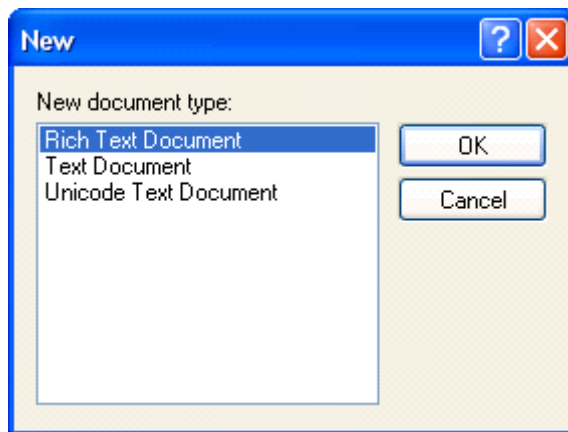 New
?
New document type:
Rich Text Document
OK
Text Document
Unicode Text Document
Cancel